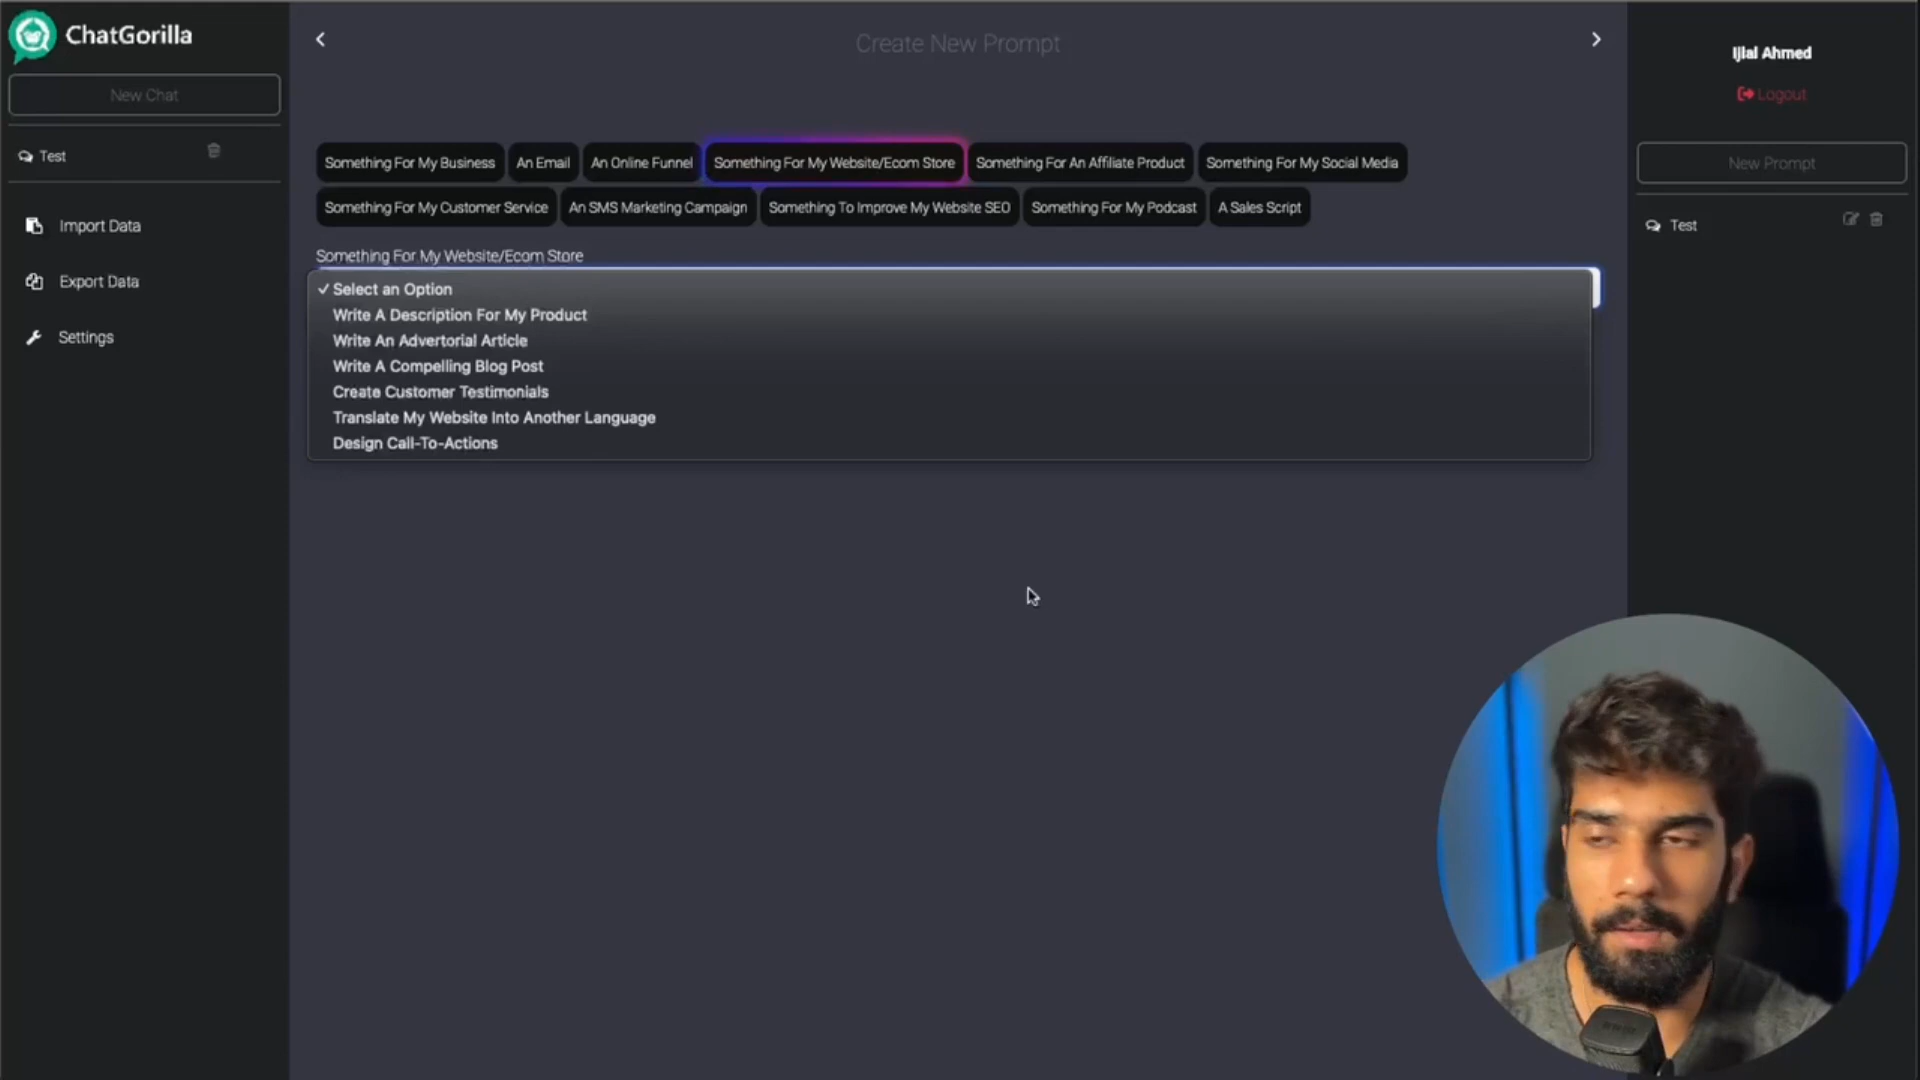 ChatGorilla
New Chat
Test
Import Data
Export Data
Settings
Create New Prompt
Something For My Business
An Email
An Online Funnel
Something For My Website/Ecom Store
Something For An Affiliate Product
Something For My Social Media
Something For My Customer Service
An SMS Marketing Campaign
Something To Improve My Website SEO
Something For My Podcast
A Sales Script
Something For My Website/Ecom Store
✓ Select an Option
Write A Description For My Product
Write An Advertorial Article
Write A Compelling Blog Post
Create Customer Testimonials
Translate My Website Into Another Language
Design Call-To-Actions
Ijlal Ahmed
Logout
New Prompt
Test